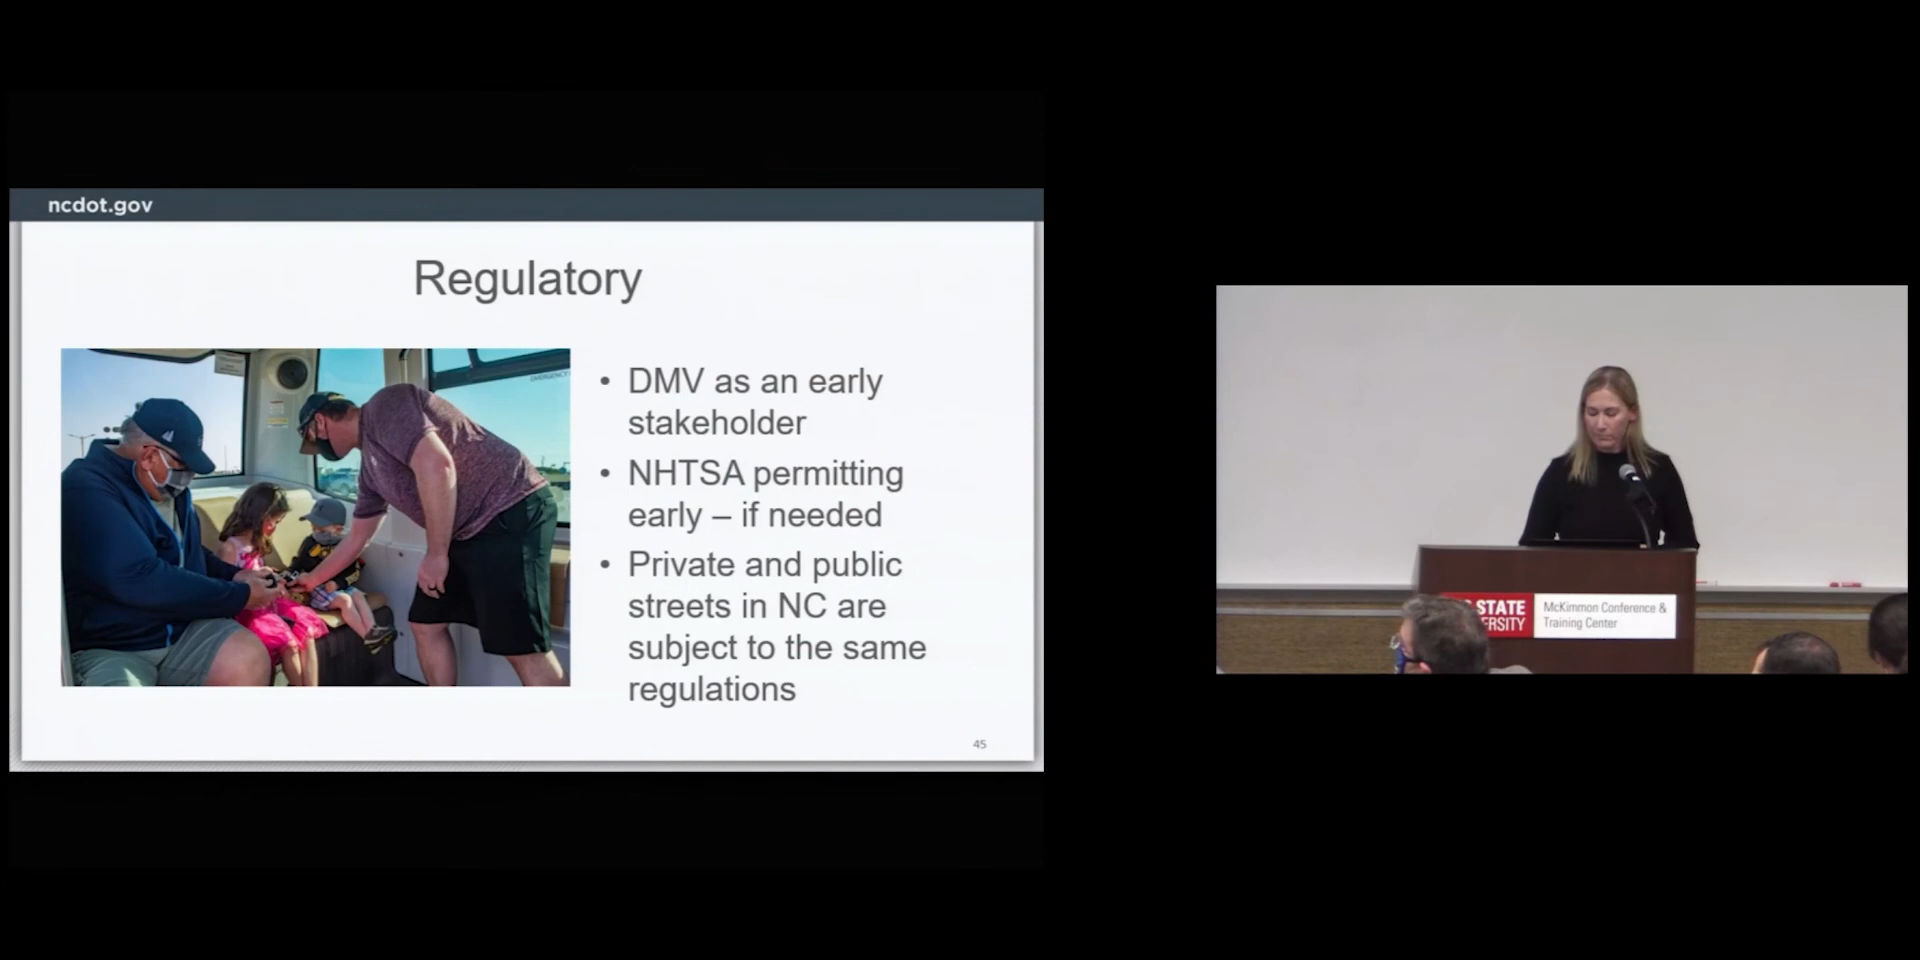 ncdot.gov
Regulatory
• DMV as an early
stakeholder
• NHTSA permitting
early – if needed
• Private and public
streets in NC are
subject to the same
regulations
45
STATE
McKimmon Conference &
Training Center